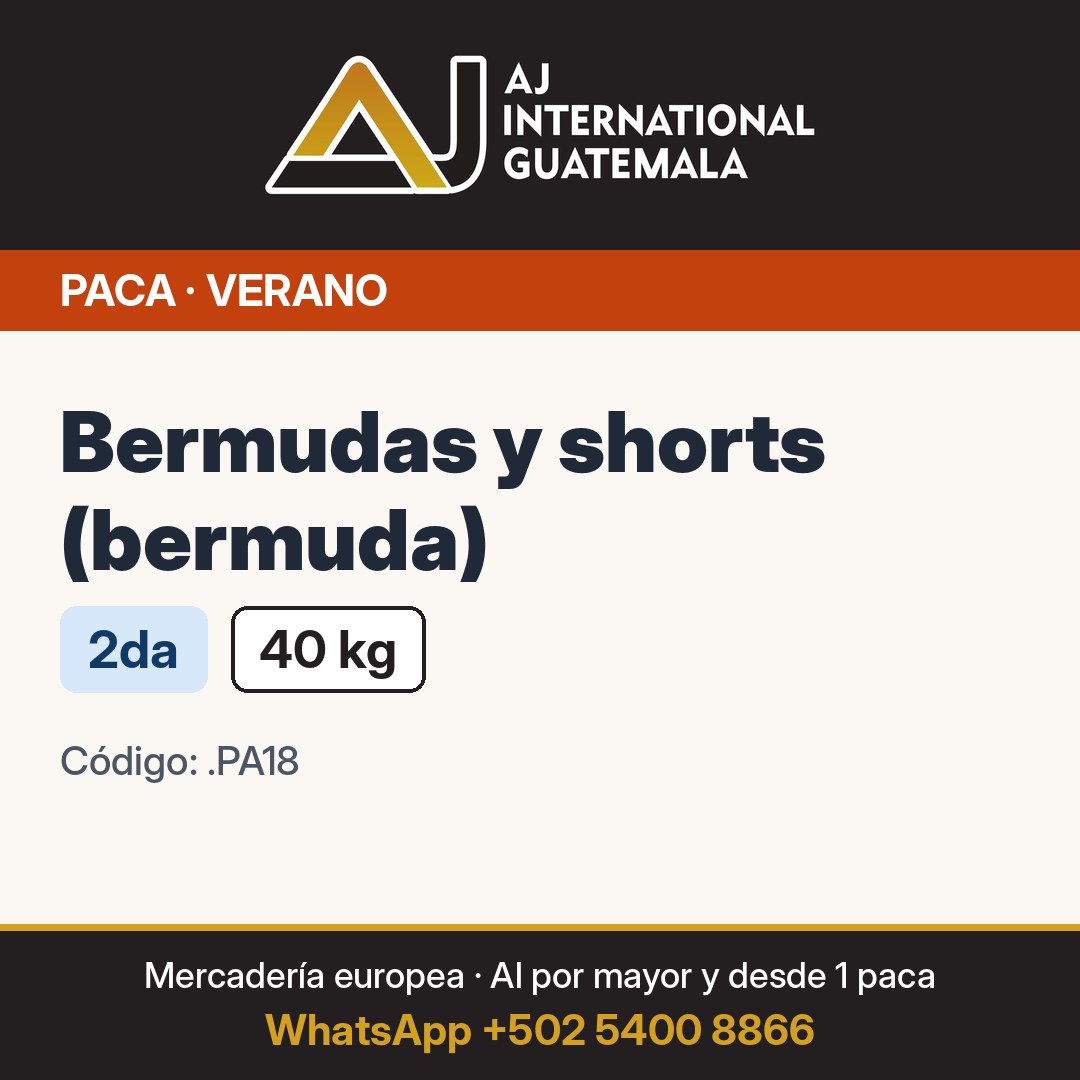 AJ
AJ
INTERNATIONAL
GUATEMALA
PACA · VERANO
Bermudas y shorts
(bermuda)
2da
40 kg
Código: .PA18
Mercadería europea · Al por mayor y desde 1 paca
WhatsApp +502 5400 8866